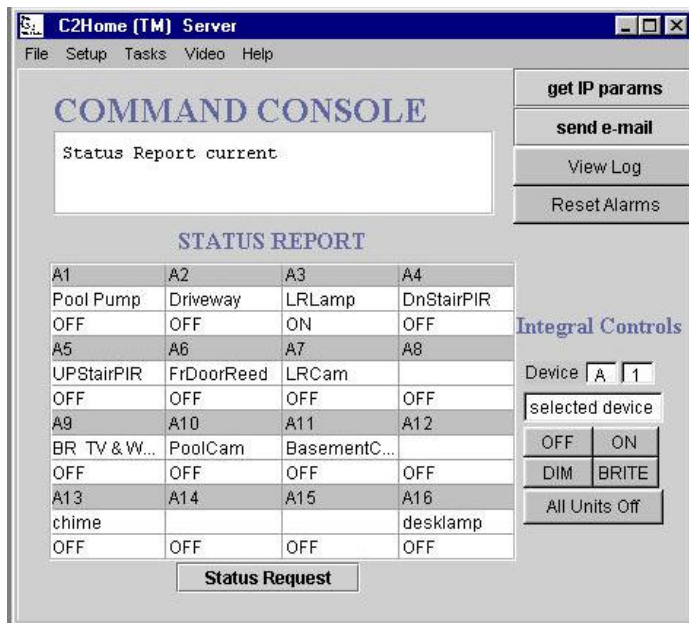 C2Home (TM) Server
File Setup Tasks Video Help
COMMAND CONSOLE
Status Report current
get IP params
send e-mail
View Log
Reset Alarms
STATUS REPORT
A1 A2 A3 A4
Pool Pump Driveway LRLamp DnStairPIR
OFF OFF ON OFF
A5 A6 A7 A8
UPStairPIR FrDoorReed LRCam
OFF OFF OFF OFF
A9 A10 A11 A12
BR TV & W... PoolCam BasementC...
OFF OFF OFF OFF
A13 A14 A15 A16
chime desklamp
OFF OFF OFF OFF
Status Request
Integral Controls
Device A 1
selected device
OFF ON
DIM BRITE
All Units Off